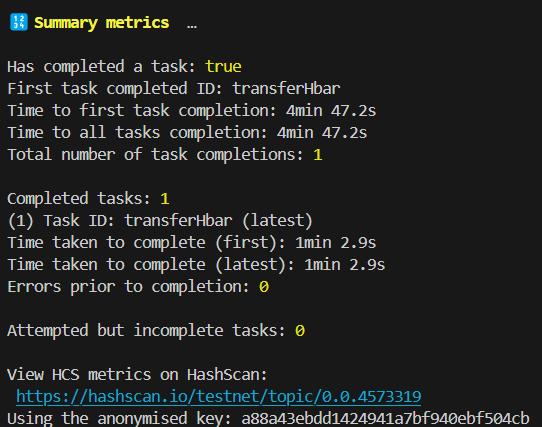 🔢 Summary metrics …
Has completed a task: true
First task completed ID: transferHbar
Time to first task completion: 4min 47.2s
Time to all tasks completion: 4min 47.2s
Total number of task completions: 1
Completed tasks: 1
(1) Task ID: transferHbar (latest)
Time taken to complete (first): 1min 2.9s
Time taken to complete (latest): 1min 2.9s
Errors prior to completion: 0
Attempted but incomplete tasks: 0
View HCS metrics on HashScan:
https://hashscan.io/testnet/topic/0.0.4573319
Using the anonymised key: a88a43ebdd1424941a7bf940ebf504cb